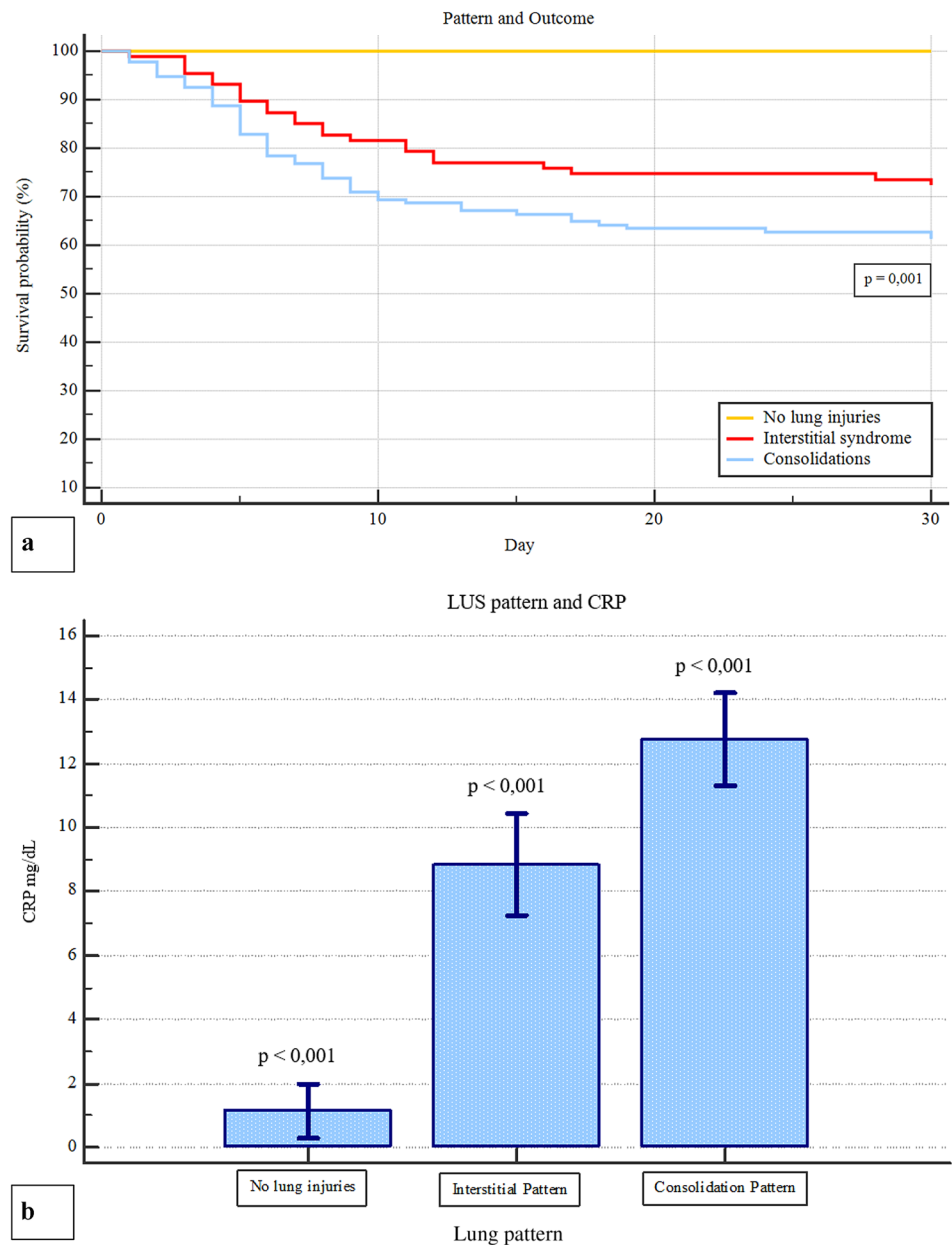 Pattern and Outcome
Survival probability (%)
100
90
80
70
60
50
40
30
20
10
p = 0,001
No lung injuries
Interstitial syndrome
Consolidations
0
10
20
30
Day
a
LUS pattern and CRP
CRP mg/dL
16
14
12
10
8
6
4
2
0
p < 0,001
p < 0,001
p < 0,001
No lung injuries
Interstitial Pattern
Consolidation Pattern
Lung pattern
b